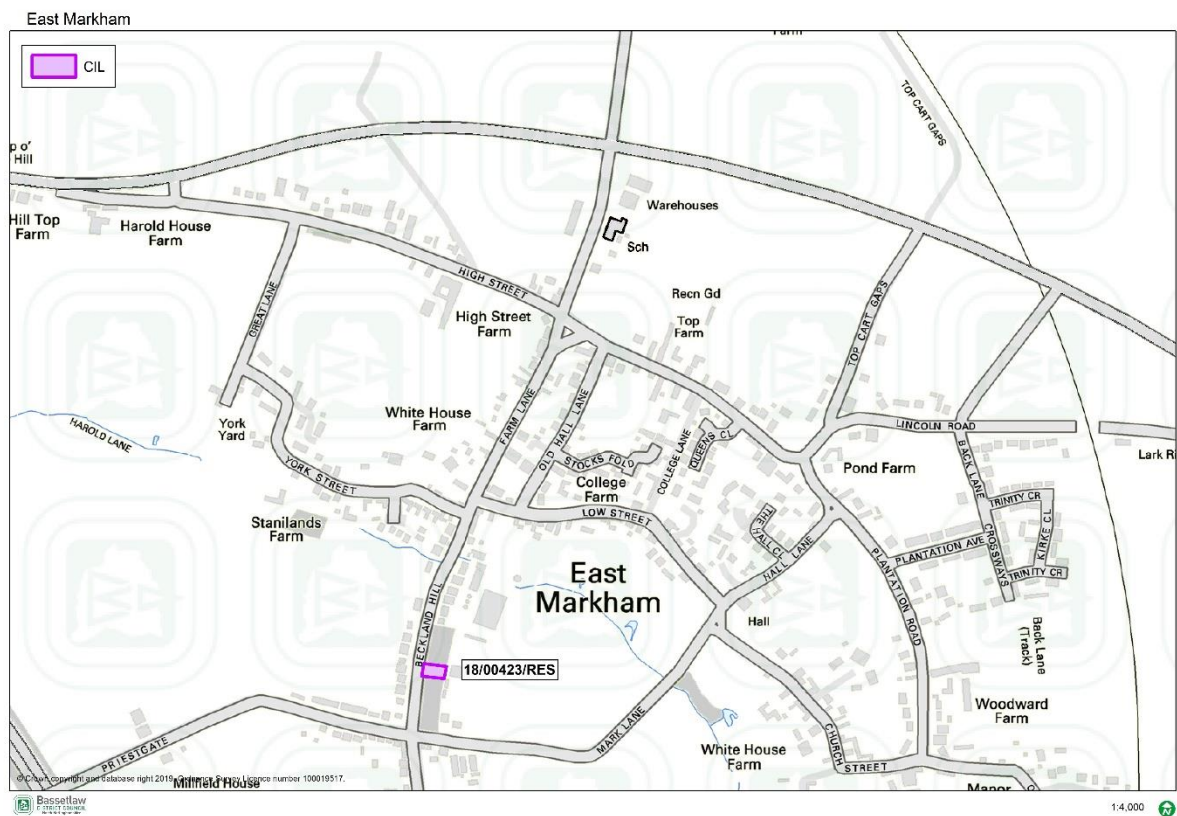 East Markham
CIL
Farm
TOP CART GAPS
p o'
Hill
Hill Top
Farm
Harold House
Farm
Warehouses
Sch
HIGH STREET
GREAT LANE
High Street
Farm
Recn Gd
Top
Farm
TOP CART GAPS
White House
Farm
FARM LANE
OLD HALL LANE
York
Yard
HAROLD LANE
YORK STREET
STOCKS FOLD
College
Farm
COLLEGE LANE
QUEENS CL
LINCOLN ROAD
Lark Ri
Pond Farm
BACK LANE
LOW STREET
Stanilands
Farm
THE HALL CL
HALL LANE
TRINITY CR
KIRKE CL
PLANTATION AVE
CROSSWAYS
TRINITY CR
PLANTATION ROAD
East
Markham
Hall
Back Lane
(Track)
BECKLAND HILL
18/00423/RES
Woodward
Farm
MARK LANE
White House
Farm
CHURCH
STREET
PRIESTGATE
Millfield House
Manor
© Crown copyright and database right 2019. Ordnance Survey Licence number 100019517.
Bassetlaw
DISTRICT COUNCIL
1:4,000
N